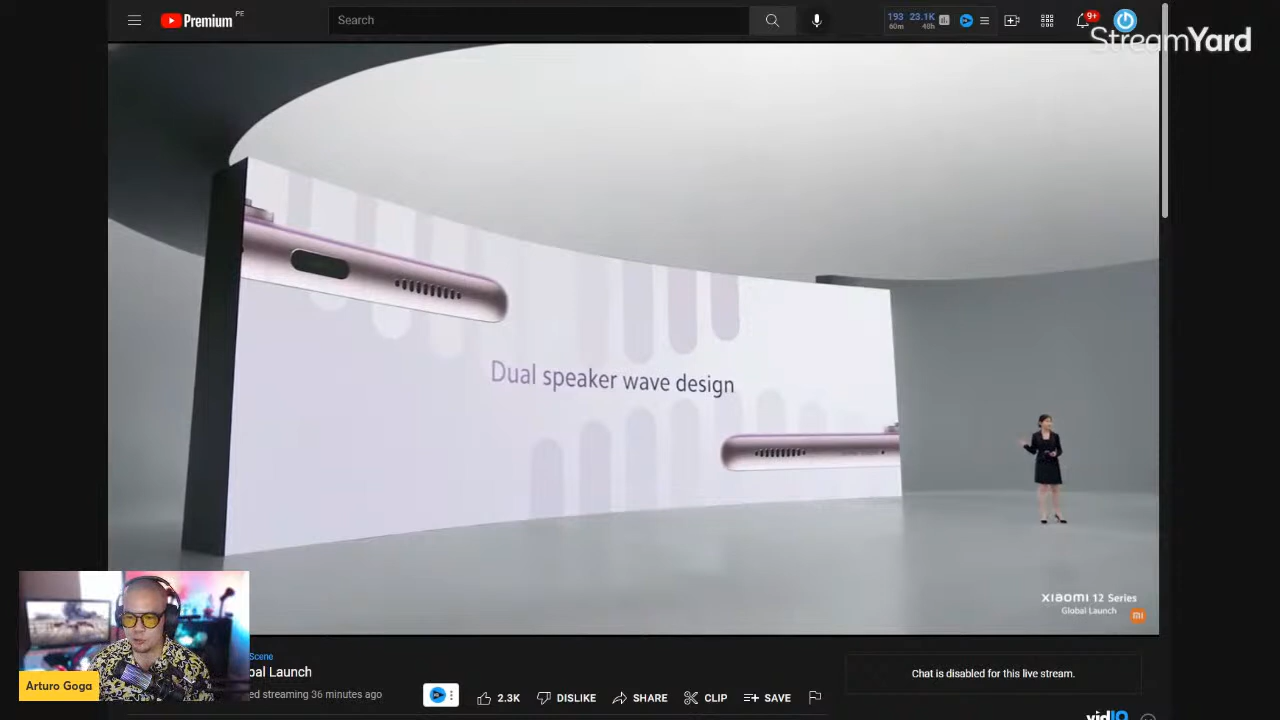 Premium PE
Search
193 23.1K
60m 48h
9+
StreamYard
Dual speaker wave design
XIAOMI 12 Series
Global Launch
MI
Scene
bal Launch
ed streaming 36 minutes ago
2.3K DISLIKE SHARE CLIP SAVE
Chat is disabled for this live stream.
Arturo Goga
vidIQ